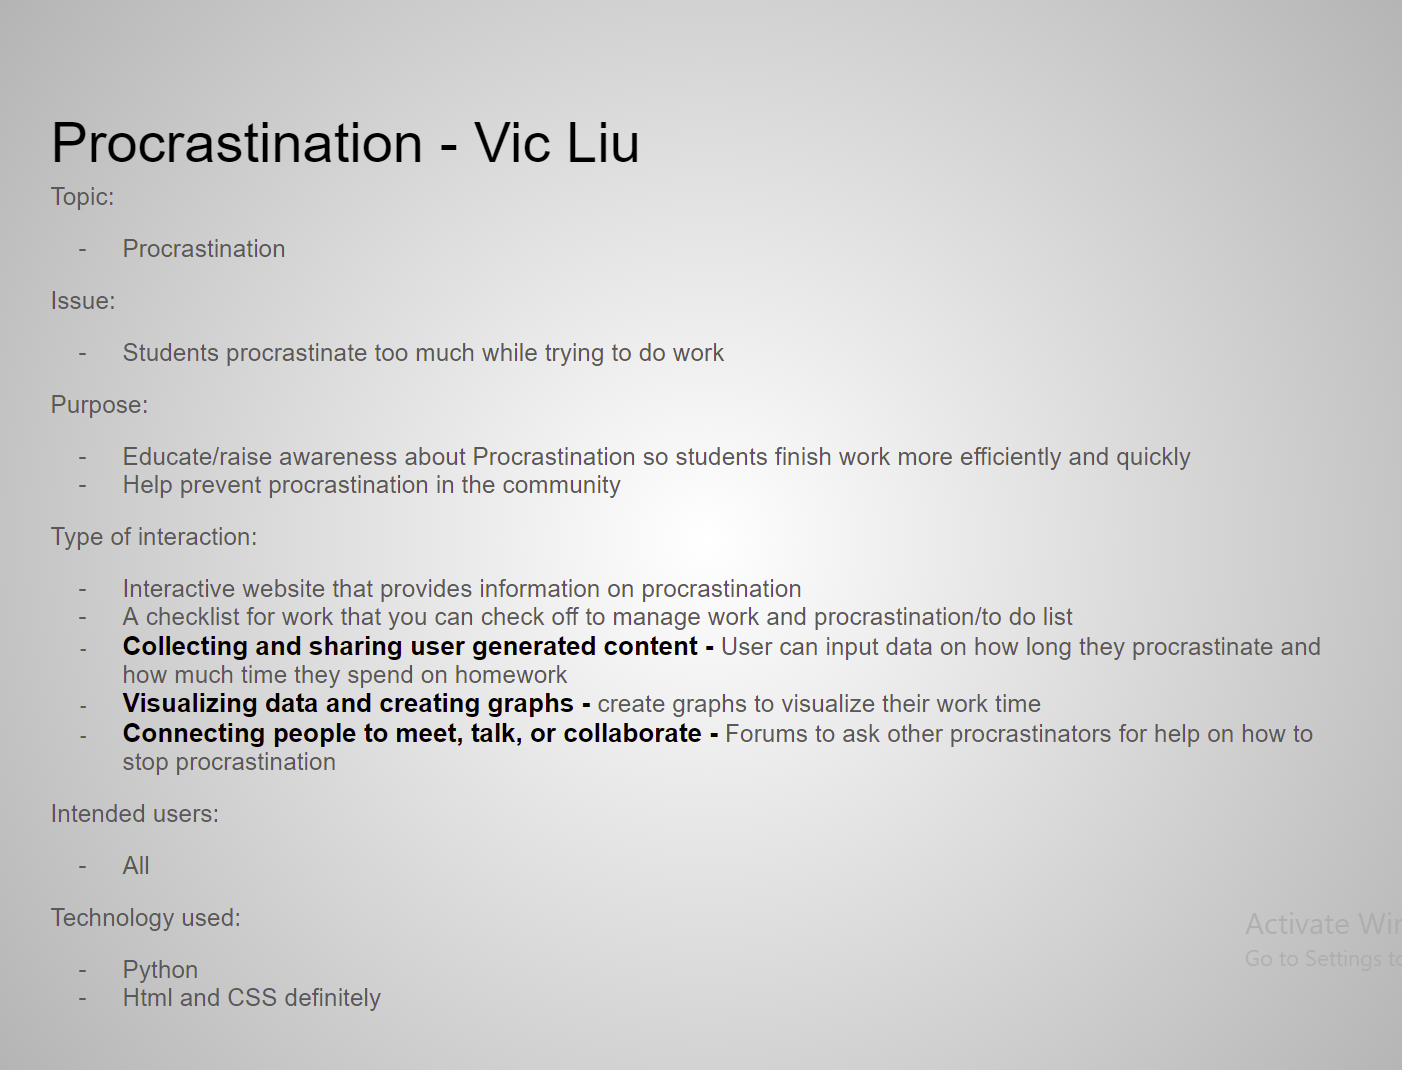 Procrastination - Vic Liu
Topic:
- Procrastination
Issue:
- Students procrastinate too much while trying to do work
Purpose:
- Educate/raise awareness about Procrastination so students finish work more efficiently and quickly
- Help prevent procrastination in the community
Type of interaction:
- Interactive website that provides information on procrastination
- A checklist for work that you can check off to manage work and procrastination/to do list
- Collecting and sharing user generated content - User can input data on how long they procrastinate and
how much time they spend on homework
- Visualizing data and creating graphs - create graphs to visualize their work time
- Connecting people to meet, talk, or collaborate - Forums to ask other procrastinators for help on how to
stop procrastination
Intended users:
- All
Technology used:
- Python
- Html and CSS definitely
Activate
Go to Settings